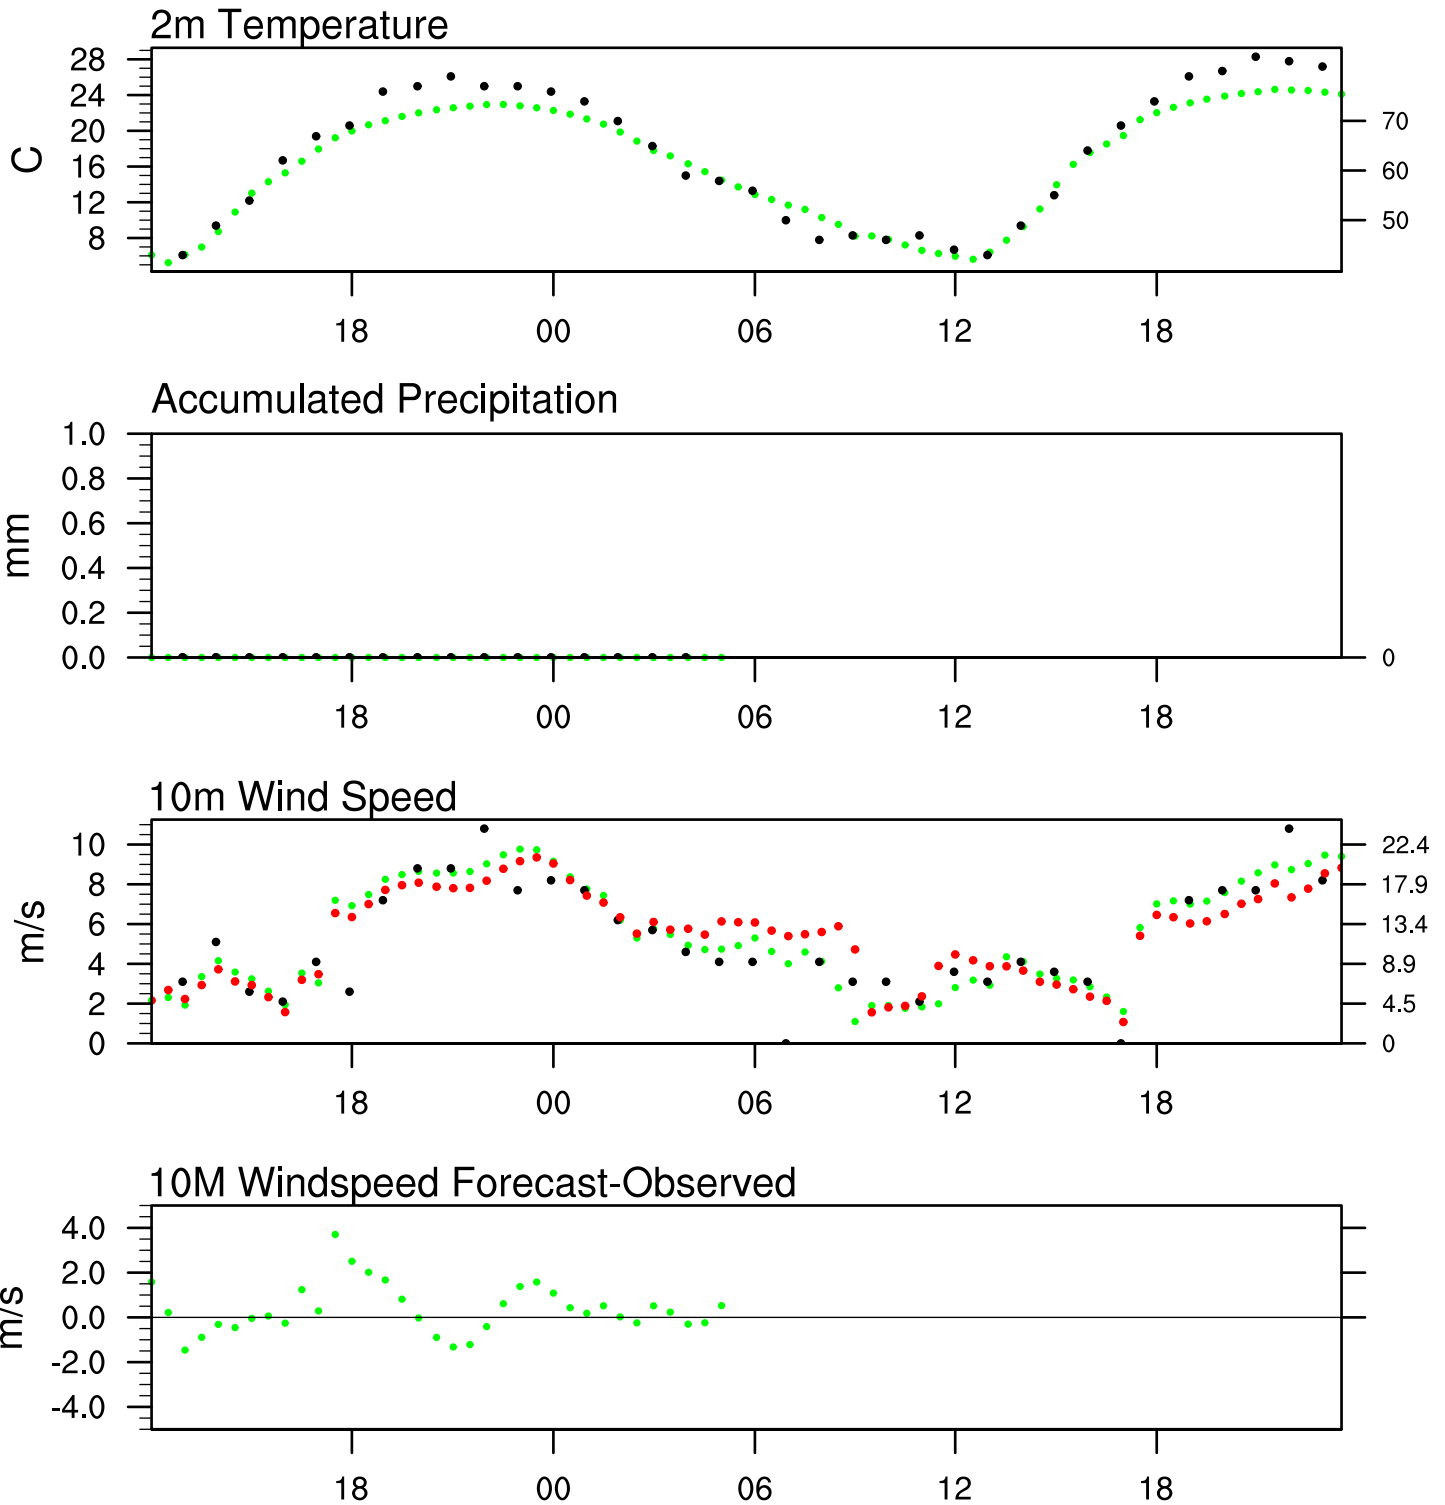 2m Temperature
28
24
20
16
12
8
C
70
60
50
18 00 06 12 18
Accumulated Precipitation
1.0
0.8
0.6
0.4
0.2
0.0
mm
0
18 00 06 12 18
10m Wind Speed
10
8
6
4
2
0
m/s
22.4
17.9
13.4
8.9
4.5
0
18 00 06 12 18
10M Windspeed Forecast-Observed
4.0
2.0
0.0
-2.0
-4.0
m/s
18 00 06 12 18